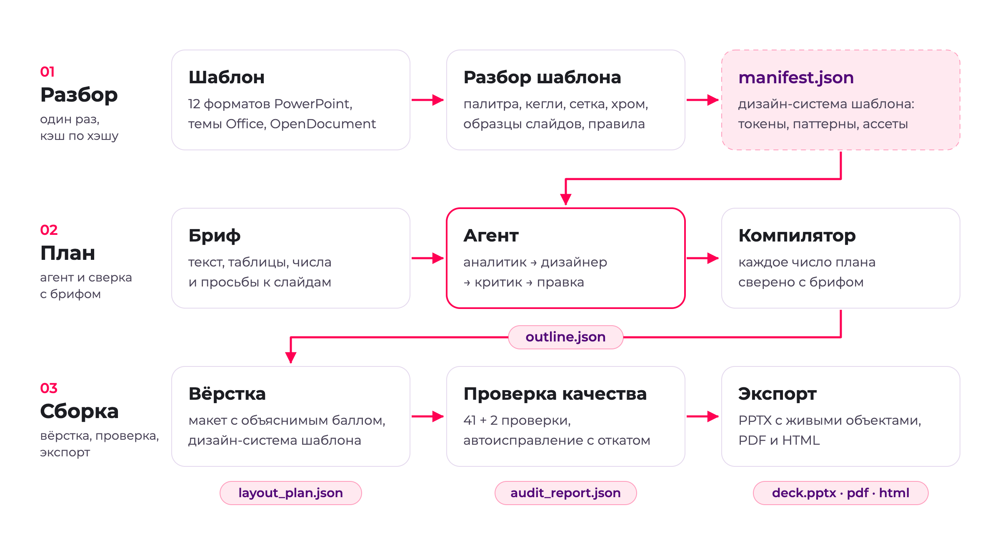 01
Разбор
один раз,
кэш по хэшу
Шаблон
12 форматов PowerPoint,
темы Office, OpenDocument
Разбор шаблона
палитра, кегли, сетка, хром,
образцы слайдов, правила
manifest.json
дизайн-система шаблона:
токены, паттерны, ассеты
02
План
агент и сверка
с брифом
Бриф
текст, таблицы, числа
и просьбы к слайдам
Агент
аналитик → дизайнер
→ критик → правка
Компилятор
каждое число плана
сверено с брифом
outline.json
03
Сборка
вёрстка, проверка,
экспорт
Вёрстка
макет с объяснимым баллом,
дизайн-система шаблона
Проверка качества
41 + 2 проверки,
автоисправление с откатом
Экспорт
PPTX с живыми объектами,
PDF и HTML
layout_plan.json
audit_report.json
deck.pptx · pdf · html